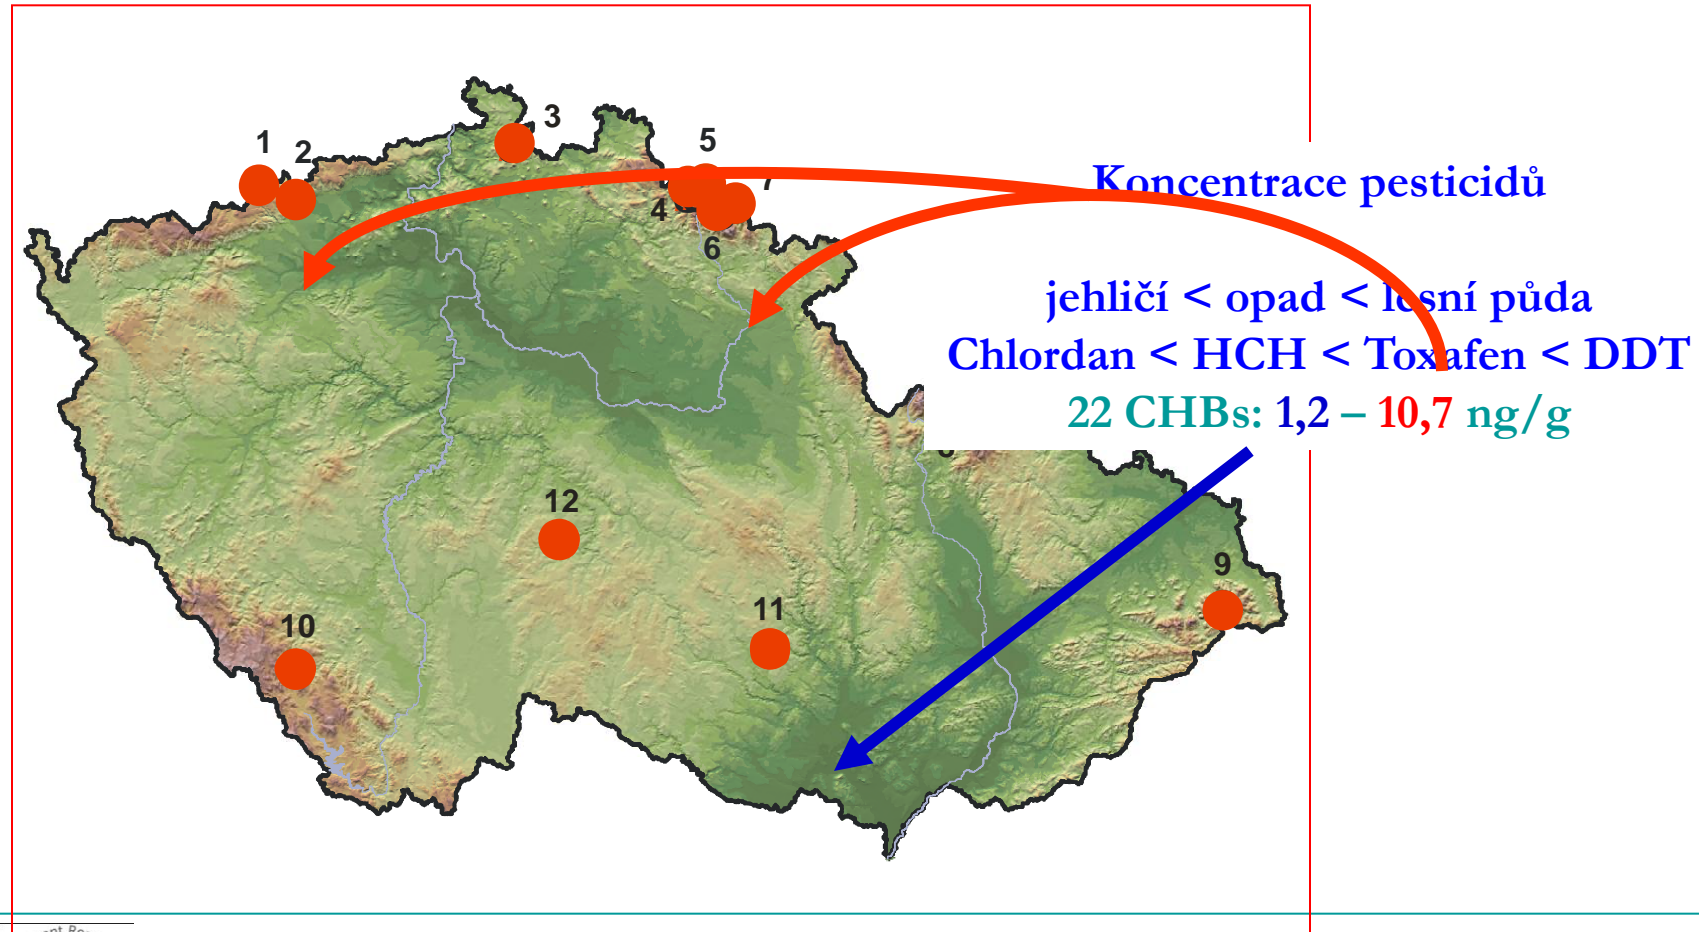 1
2
3
5
7
4
6
Koncentrace pesticidů
jehličí < opad < lesní půda
Chlordan < HCH < Toxafen < DDT
22 CHBs: 1,2 – 10,7 ng/g
12
9
11
10